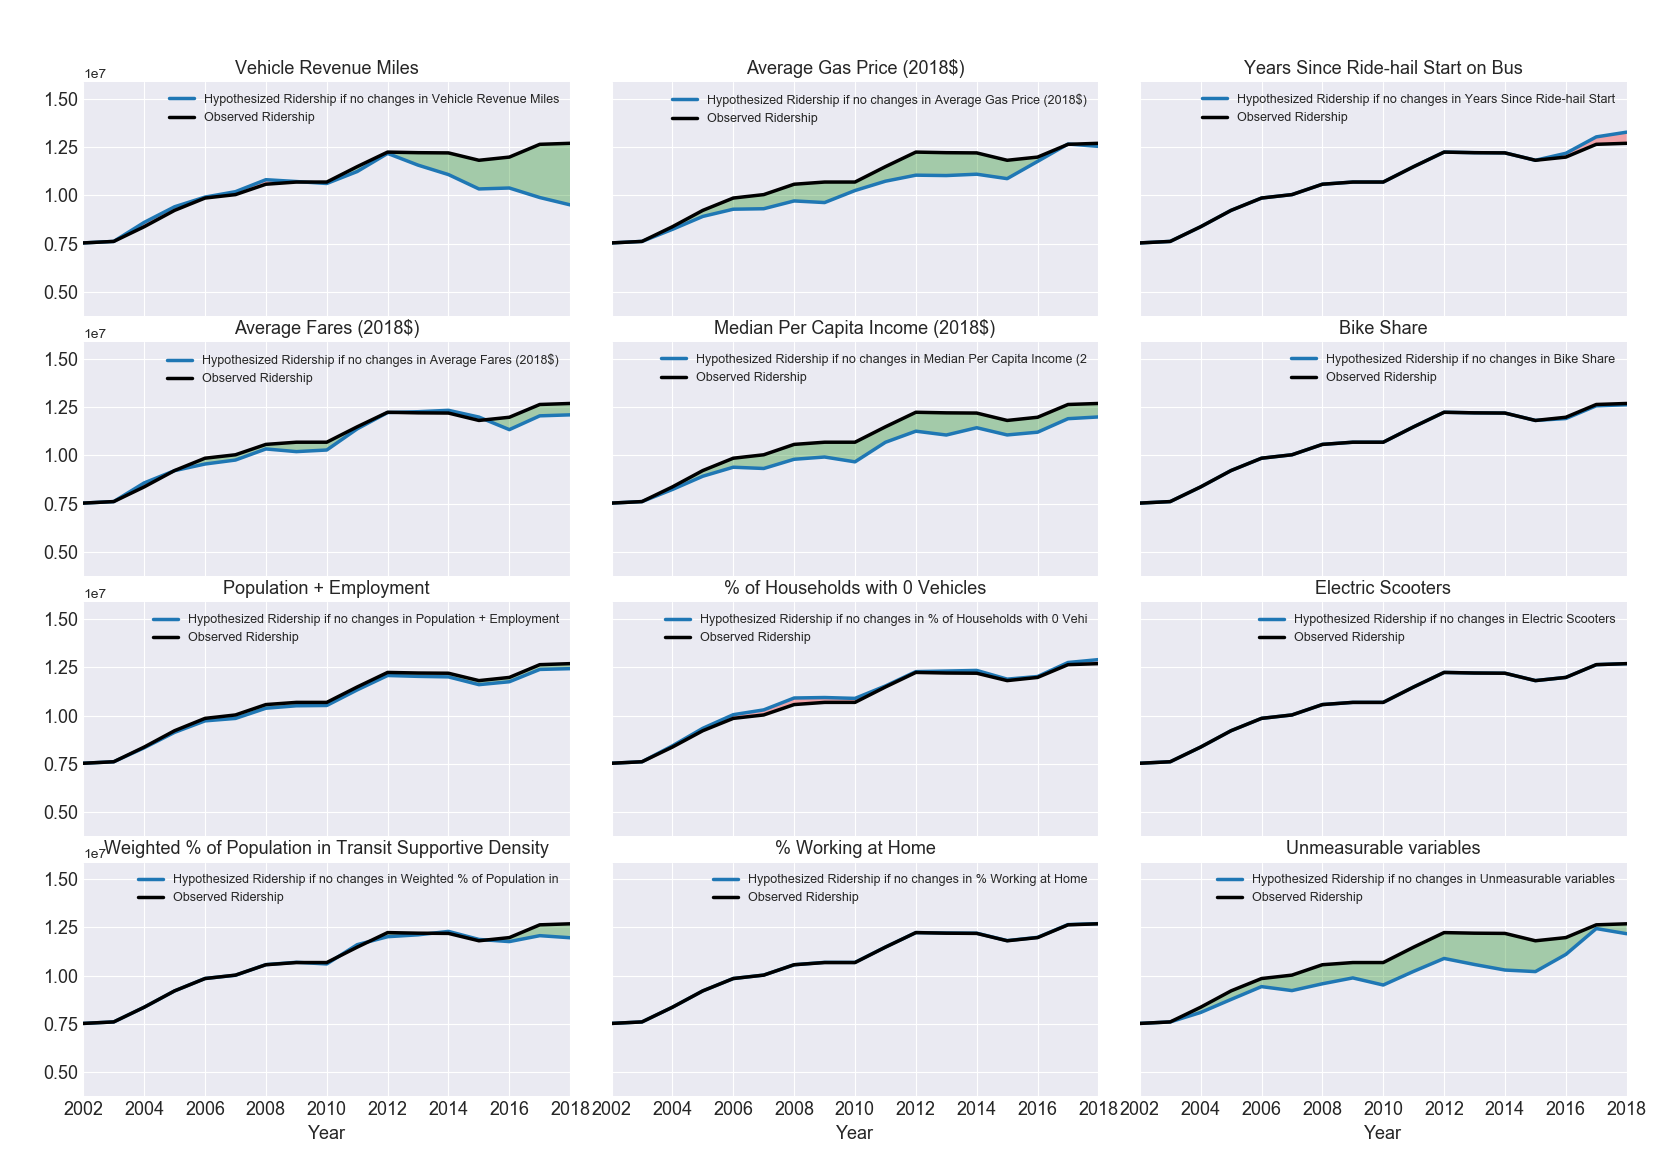 Vehicle Revenue Miles
1e7
1.50
1.25
1.00
0.75
0.50
Hypothesized Ridership if no changes in Vehicle Revenue Miles
Observed Ridership
Average Gas Price (2018$)
Hypothesized Ridership if no changes in Average Gas Price (2018$)
Observed Ridership
Years Since Ride-hail Start on Bus
Hypothesized Ridership if no changes in Years Since Ride-hail Start
Observed Ridership
Average Fares (2018$)
1e7
1.50
1.25
1.00
0.75
0.50
Hypothesized Ridership if no changes in Average Fares (2018$)
Observed Ridership
Median Per Capita Income (2018$)
Hypothesized Ridership if no changes in Median Per Capita Income (2
Observed Ridership
Bike Share
Hypothesized Ridership if no changes in Bike Share
Observed Ridership
Population + Employment
1e7
1.50
1.25
1.00
0.75
0.50
Hypothesized Ridership if no changes in Population + Employment
Observed Ridership
% of Households with 0 Vehicles
Hypothesized Ridership if no changes in % of Households with 0 Vehi
Observed Ridership
Electric Scooters
Hypothesized Ridership if no changes in Electric Scooters
Observed Ridership
Weighted % of Population in Transit Supportive Density
1e7
1.50
1.25
1.00
0.75
0.50
Hypothesized Ridership if no changes in Weighted % of Population in
Observed Ridership
2002 2004 2006 2008 2010 2012 2014 2016 2018
Year
% Working at Home
Hypothesized Ridership if no changes in % Working at Home
Observed Ridership
2002 2004 2006 2008 2010 2012 2014 2016 2018
Year
Unmeasurable variables
Hypothesized Ridership if no changes in Unmeasurable variables
Observed Ridership
2002 2004 2006 2008 2010 2012 2014 2016 2018
Year